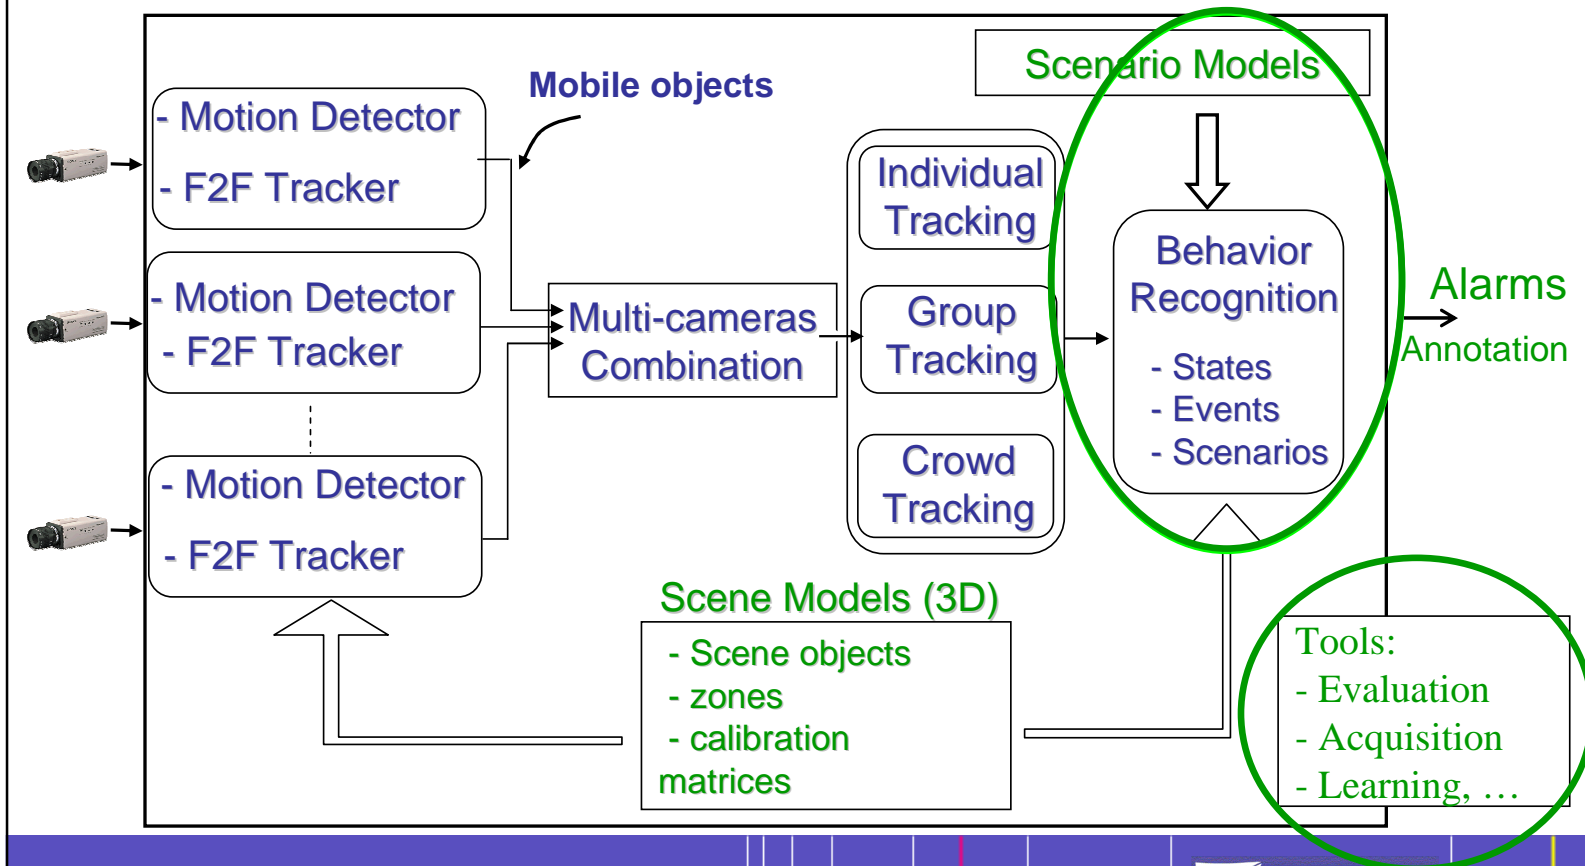 Scenario Models
Mobile objects
- Motion Detector
- F2F Tracker
- Motion Detector
- F2F Tracker
- Motion Detector
- F2F Tracker
Multi-cameras
Combination
Individual
Tracking
Group
Tracking
Crowd
Tracking
Behavior
Recognition
- States
- Events
- Scenarios
Alarms
Annotation
Scene Models (3D)
- Scene objects
- zones
- calibration
matrices
Tools:
- Evaluation
- Acquisition
- Learning, …